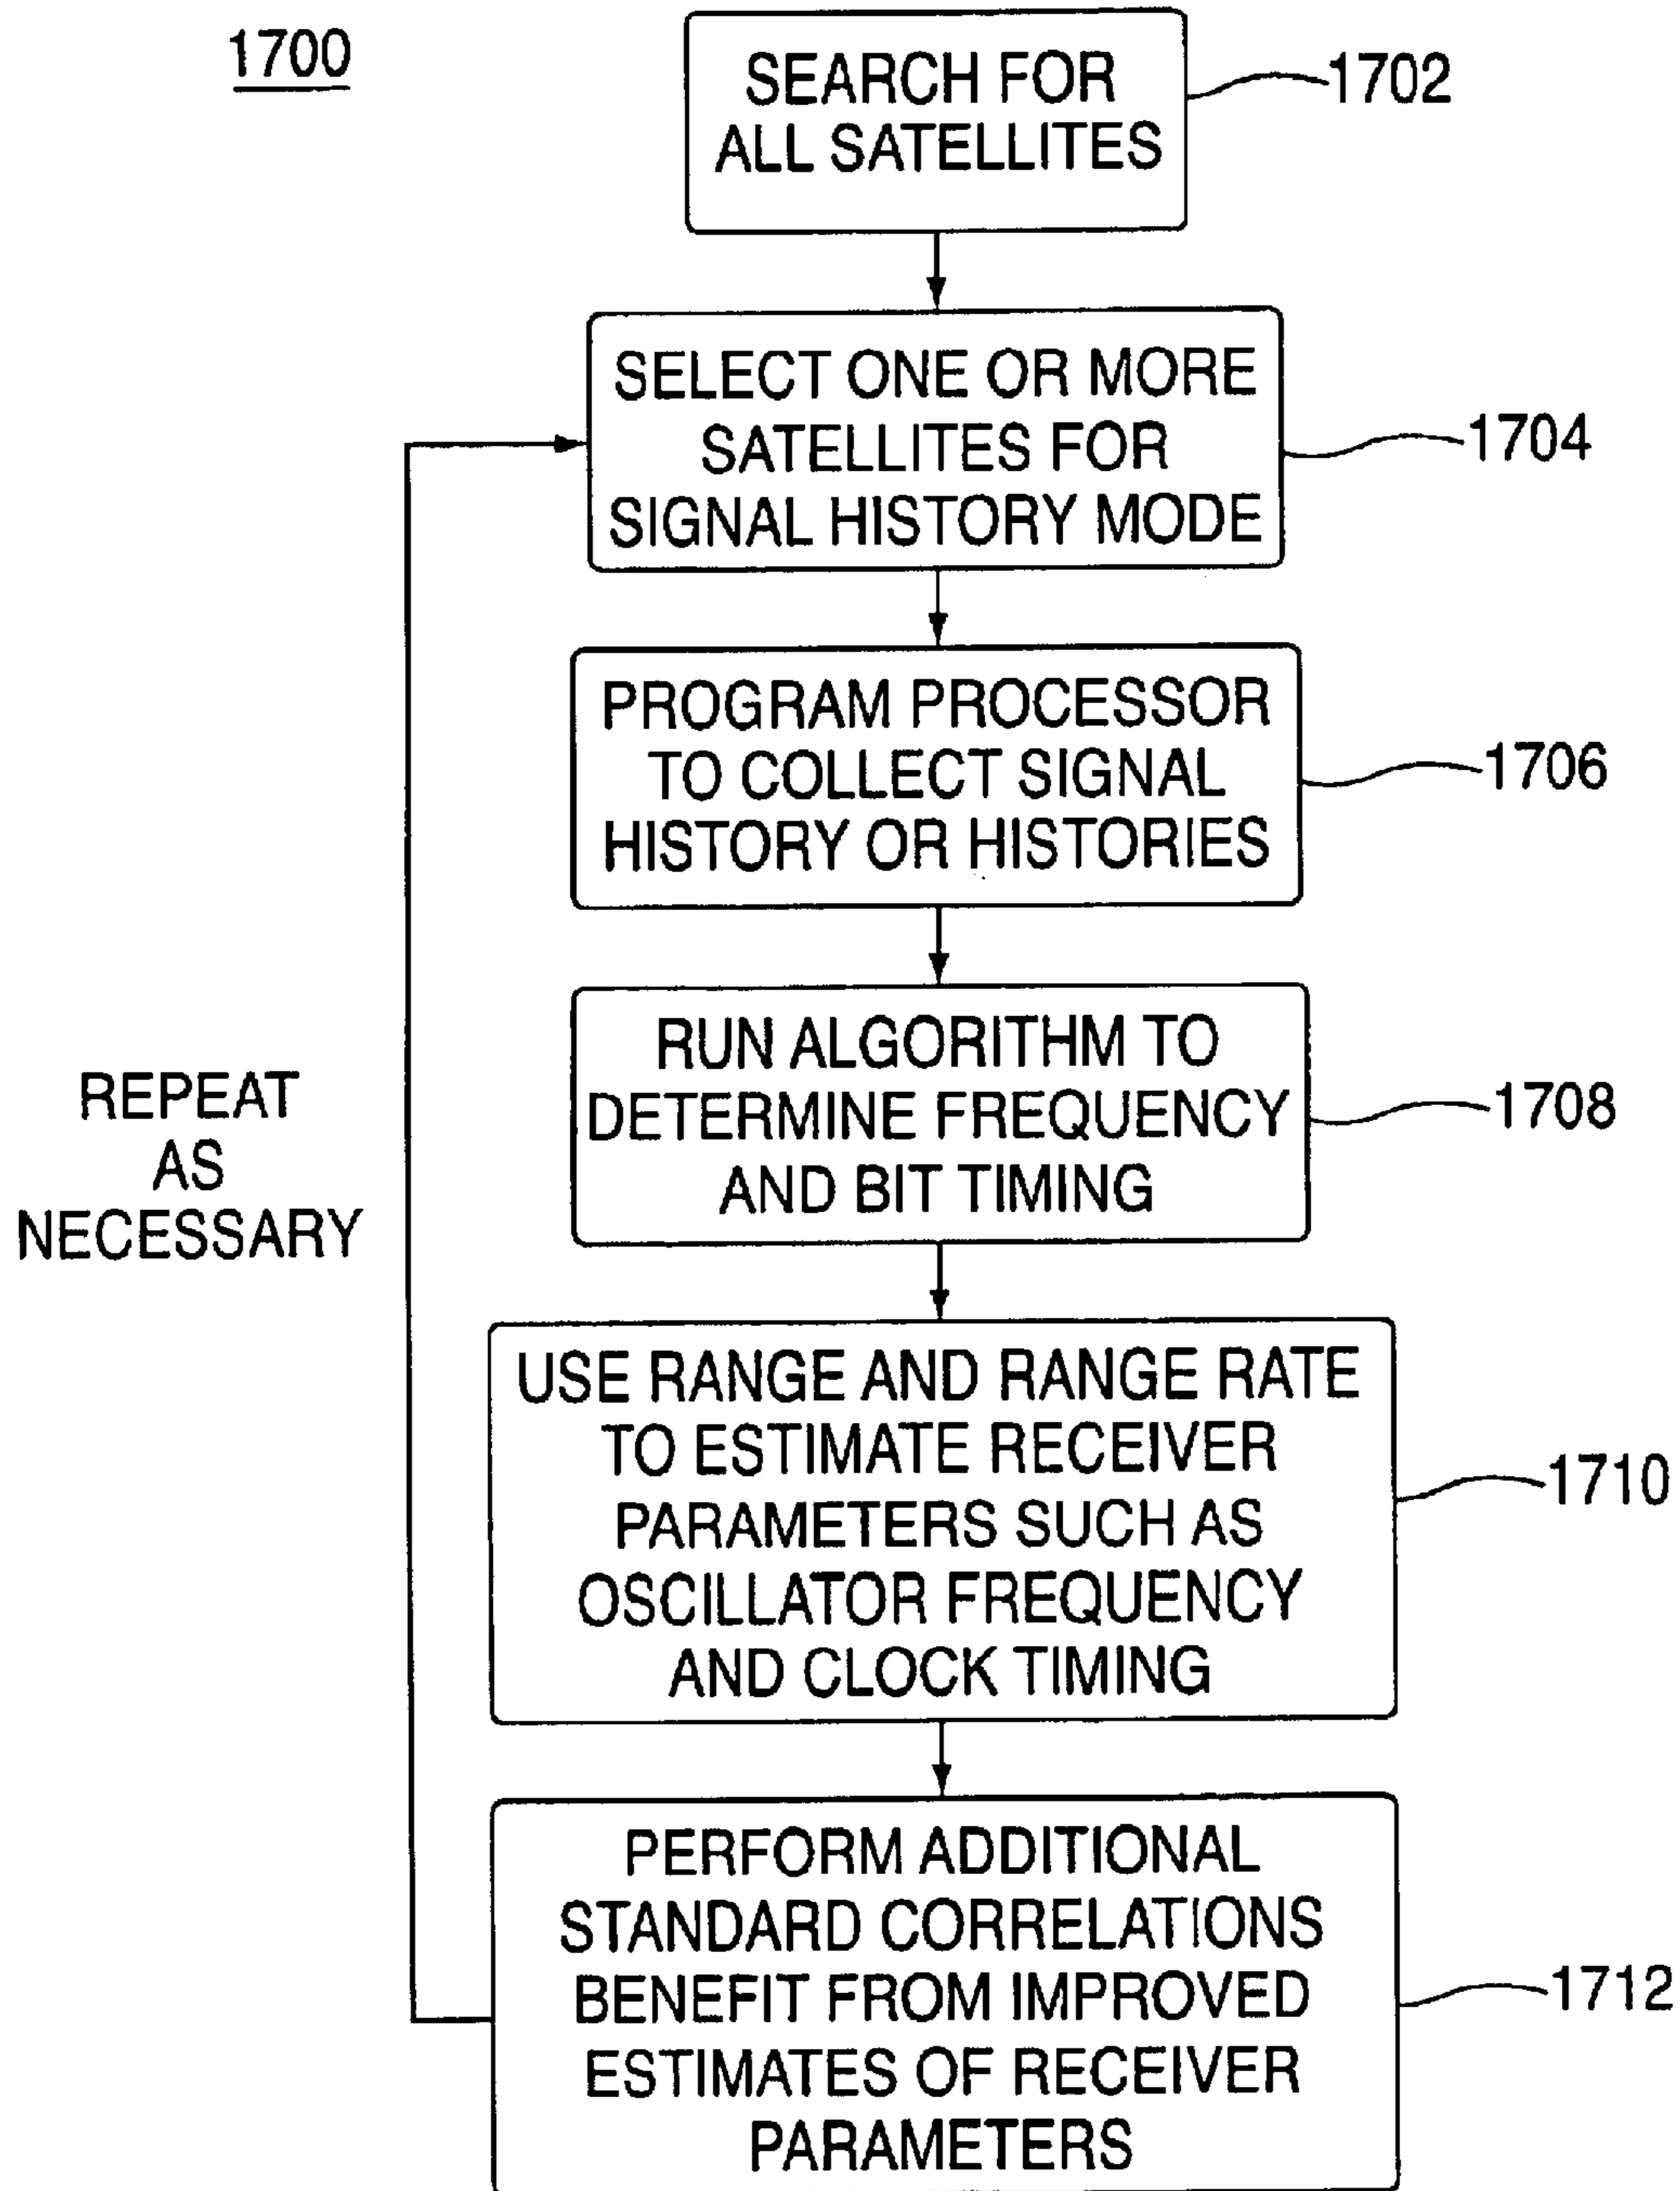 1700
SEARCH FOR
ALL SATELLITES
1702
SELECT ONE OR MORE
SATELLITES FOR
SIGNAL HISTORY MODE
1704
PROGRAM PROCESSOR
TO COLLECT SIGNAL
HISTORY OR HISTORIES
1706
RUN ALGORITHM TO
DETERMINE FREQUENCY
AND BIT TIMING
1708
REPEAT
AS
NECESSARY
USE RANGE AND RANGE RATE
TO ESTIMATE RECEIVER
PARAMETERS SUCH AS
OSCILLATOR FREQUENCY
AND CLOCK TIMING
1710
PERFORM ADDITIONAL
STANDARD CORRELATIONS
BENEFIT FROM IMPROVED
ESTIMATES OF RECEIVER
PARAMETERS
1712